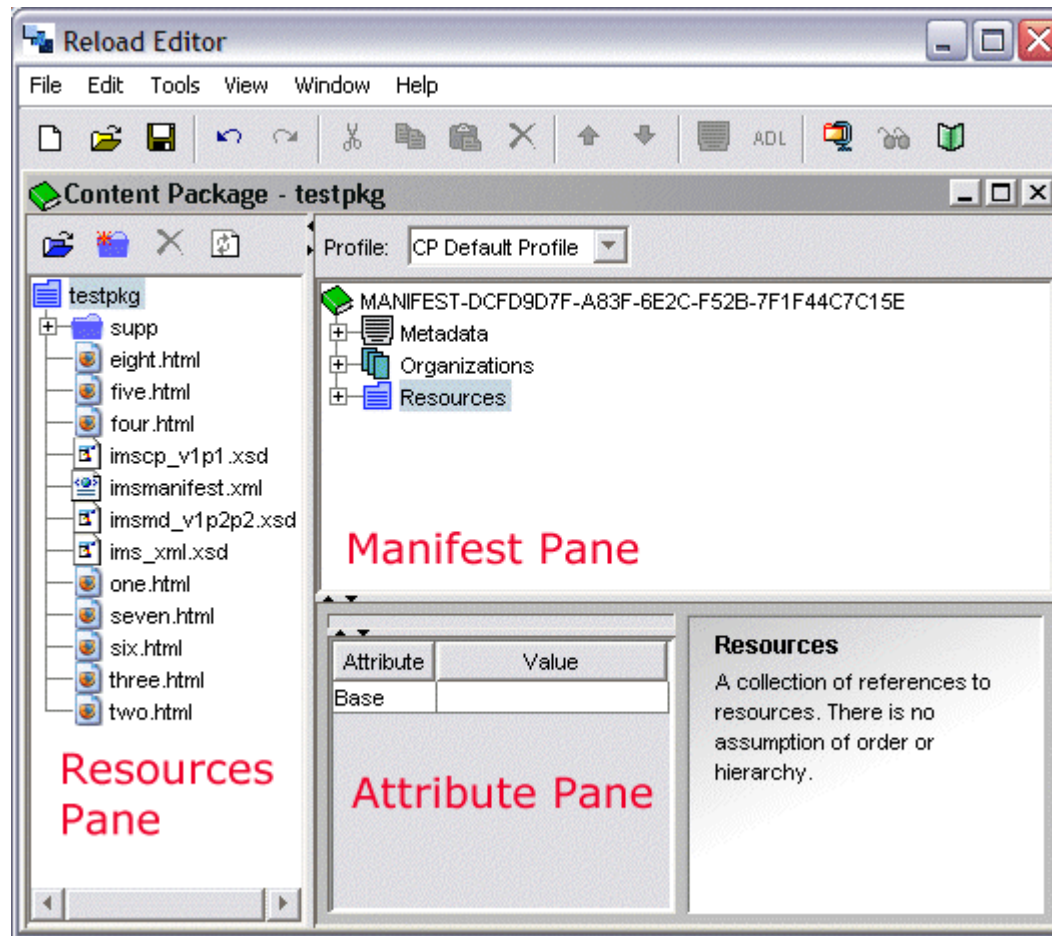 Reload Editor
File Edit Tools View Window Help
ADL
Content Package - testpkg
Profile: CP Default Profile
testpkg
supp
eight.html
five.html
four.html
imscp_v1p1.xsd
imsmanifest.xml
imsmd_v1p2p2.xsd
ims_xml.xsd
one.html
seven.html
six.html
three.html
two.html
Resources
Pane
MANIFEST-DCFD9D7F-A83F-6E2C-F52B-7F1F44C7C15E
Metadata
Organizations
Resources
Manifest Pane
Attribute Value
Base
Attribute Pane
Resources
A collection of references to
resources. There is no
assumption of order or
hierarchy.